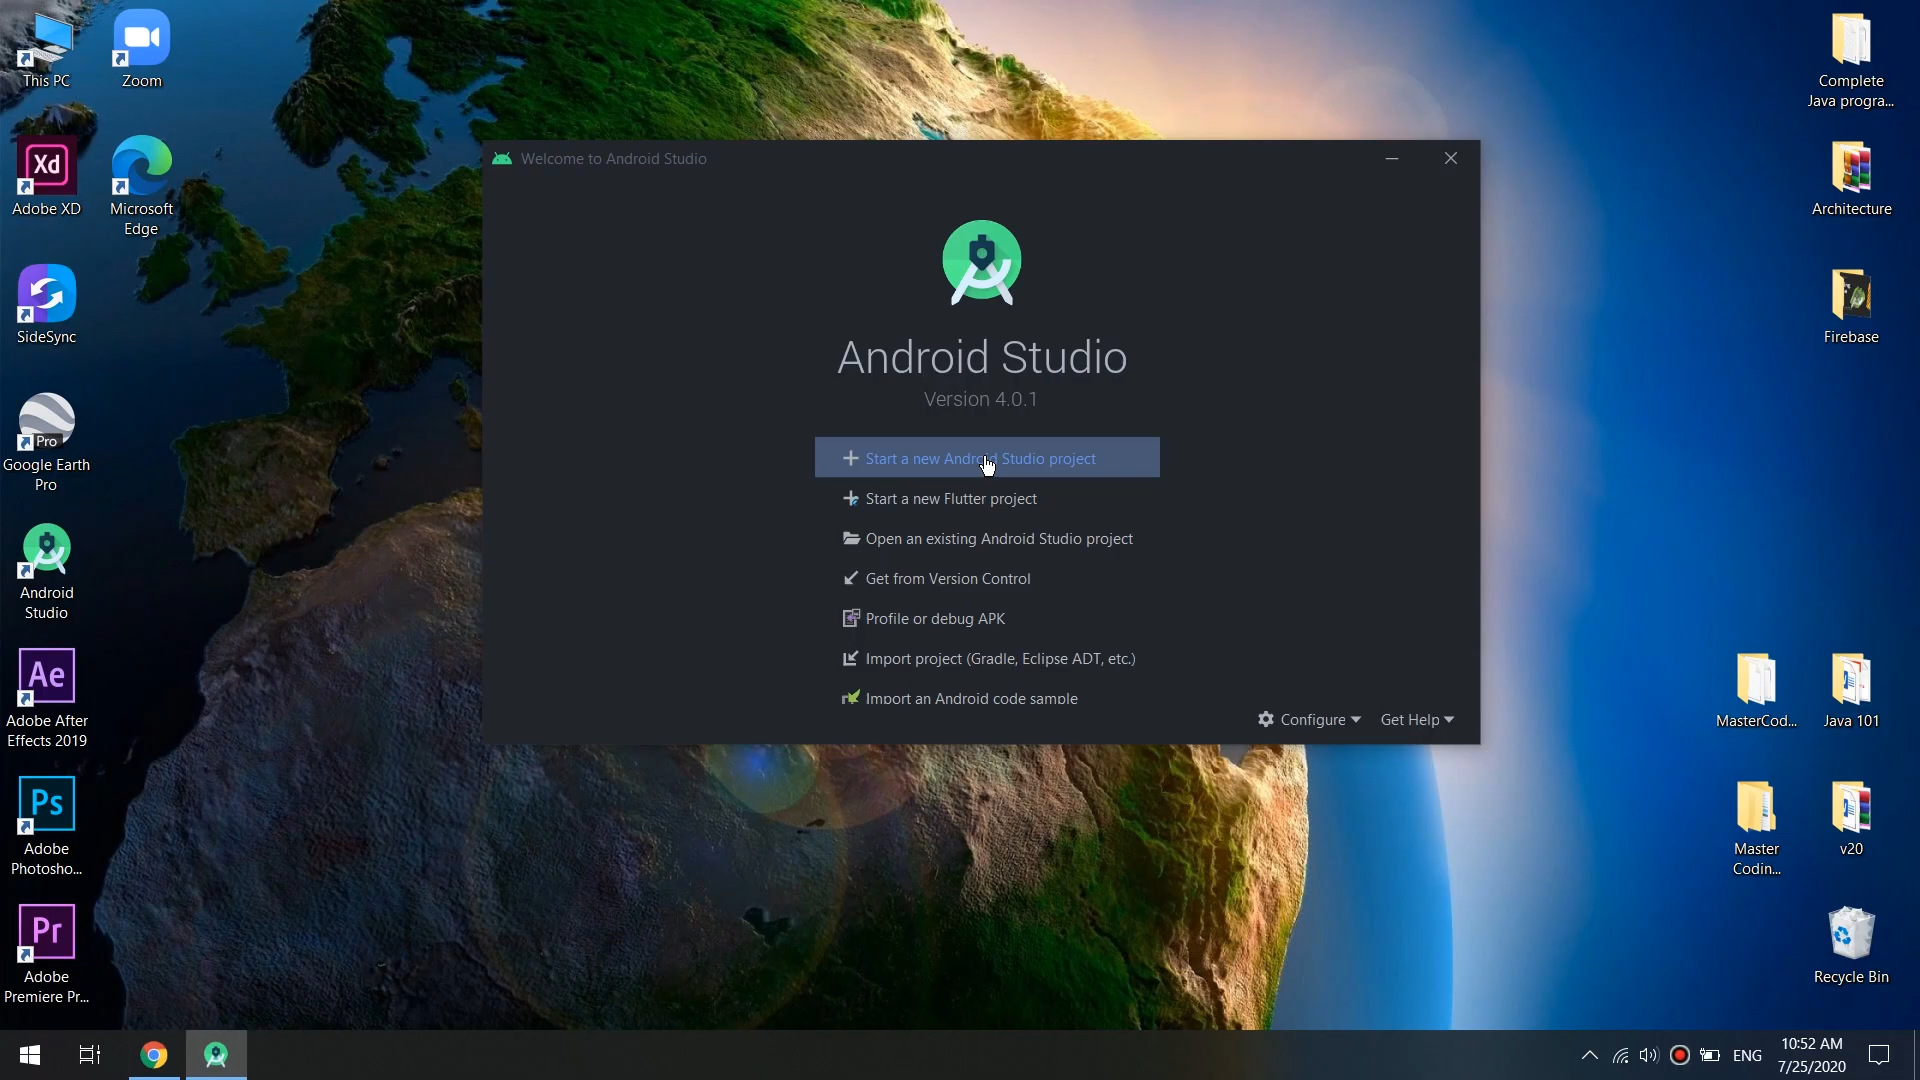 This PC
Zoom
Xd
Adobe XD
Microsoft
Edge
SideSync
Pro
Google Earth
Pro
Android
Studio
Ae
Adobe After
Effects 2019
Ps
Adobe
Photosho...
Pr
Adobe
Premiere Pr...
Welcome to Android Studio
Android Studio
Version 4.0.1
Start a new Android Studio project
Start a new Flutter project
Open an existing Android Studio project
Get from Version Control
Profile or debug APK
Import project (Gradle, Eclipse ADT, etc.)
Import an Android code sample
Configure
Get Help
Complete
Java progra...
Architecture
Firebase
MasterCod...
Java 101
Master
Codin...
v20
Recycle Bin
ENG
10:52 AM
7/25/2020